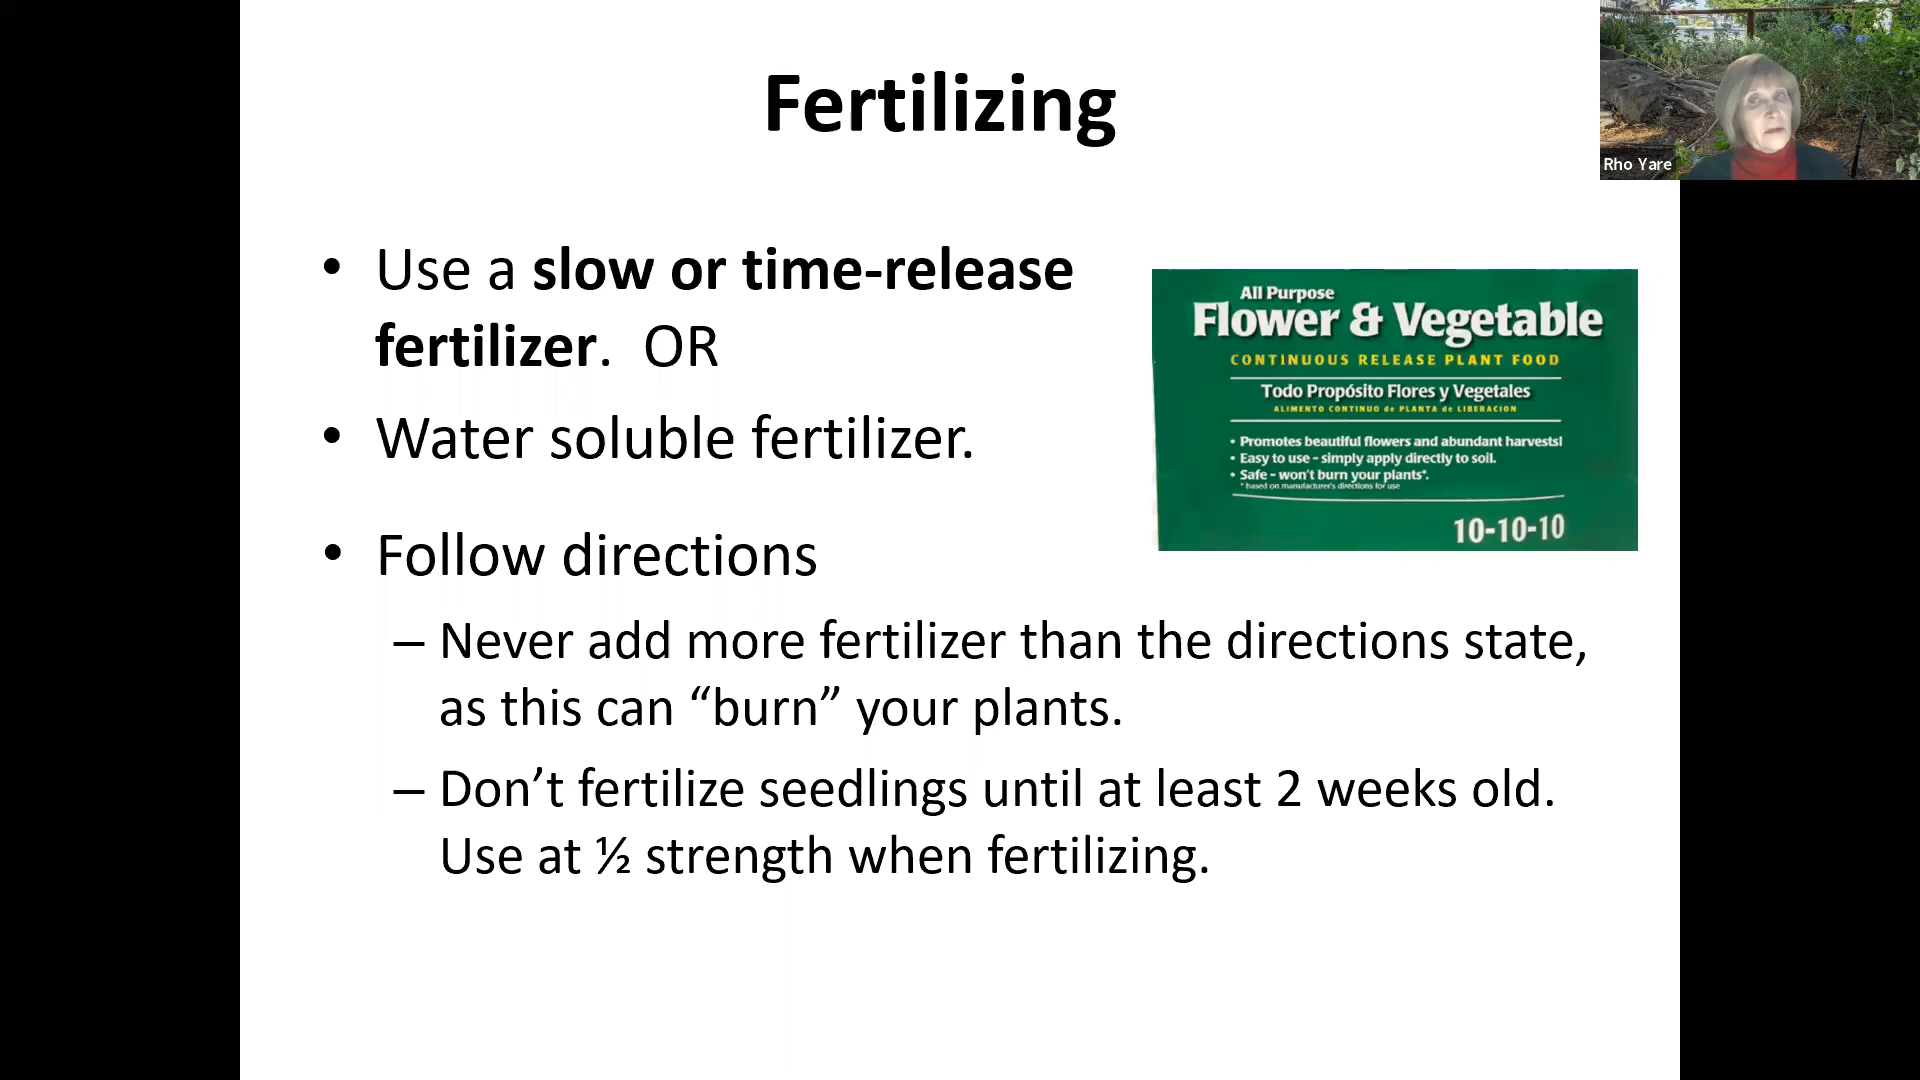 Fertilizing
Rho Yare
• Use a slow or time-release
fertilizer.  OR
• Water soluble fertilizer.
• Follow directions
– Never add more fertilizer than the directions state,
as this can “burn” your plants.
– Don’t fertilize seedlings until at least 2 weeks old.
Use at ½ strength when fertilizing.
All Purpose
Flower & Vegetable
CONTINUOUS RELEASE PLANT FOOD
Todo Propósito Flores y Vegetales
ALIMENTO CONTINUO de PLANTA de LIBERACION
• Promotes beautiful flowers and abundant harvests!
• Easy to use - simply apply directly to soil.
• Safe - won't burn your plants*.
* based on manufacturer's directions for use
10-10-10